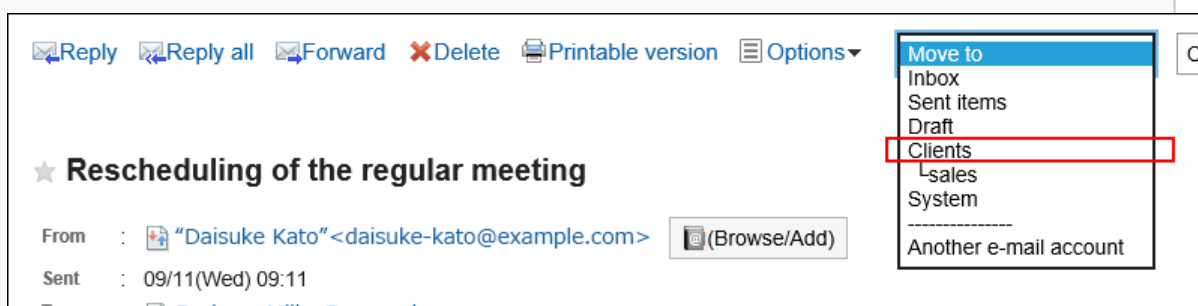 Reply Reply all Forward Delete Printable version Options
Move to
Inbox
Sent items
Draft
Clients
sales
System
---------------
Another e-mail account
Rescheduling of the regular meeting
From : "Daisuke Kato"<daisuke-kato@example.com> (Browse/Add)
Sent : 09/11(Wed) 09:11